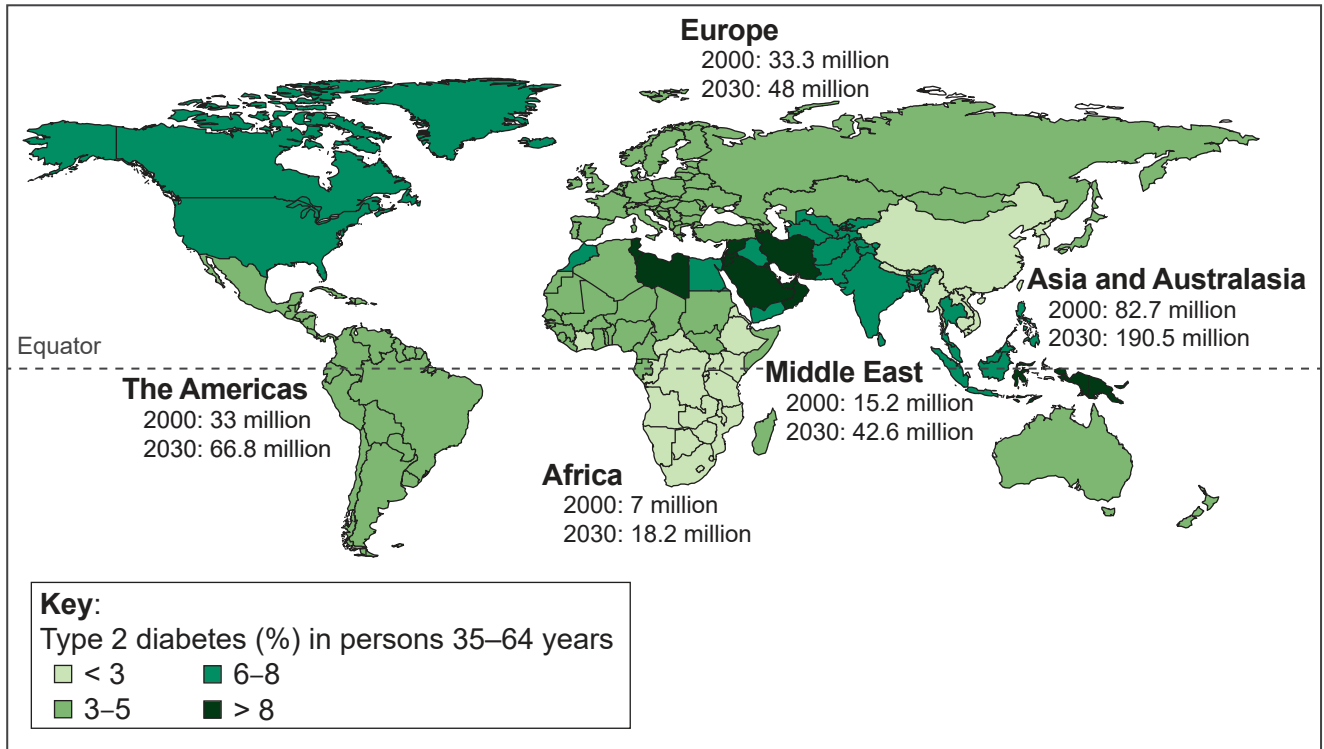 Europe
2000: 33.3 million
2030: 48 million
Asia and Australasia
2000: 82.7 million
2030: 190.5 million
Equator
The Americas
2000: 33 million
2030: 66.8 million
Middle East
2000: 15.2 million
2030: 42.6 million
Africa
2000: 7 million
2030: 18.2 million
Key:
Type 2 diabetes (%) in persons 35–64 years
< 3 6–8
3–5 > 8